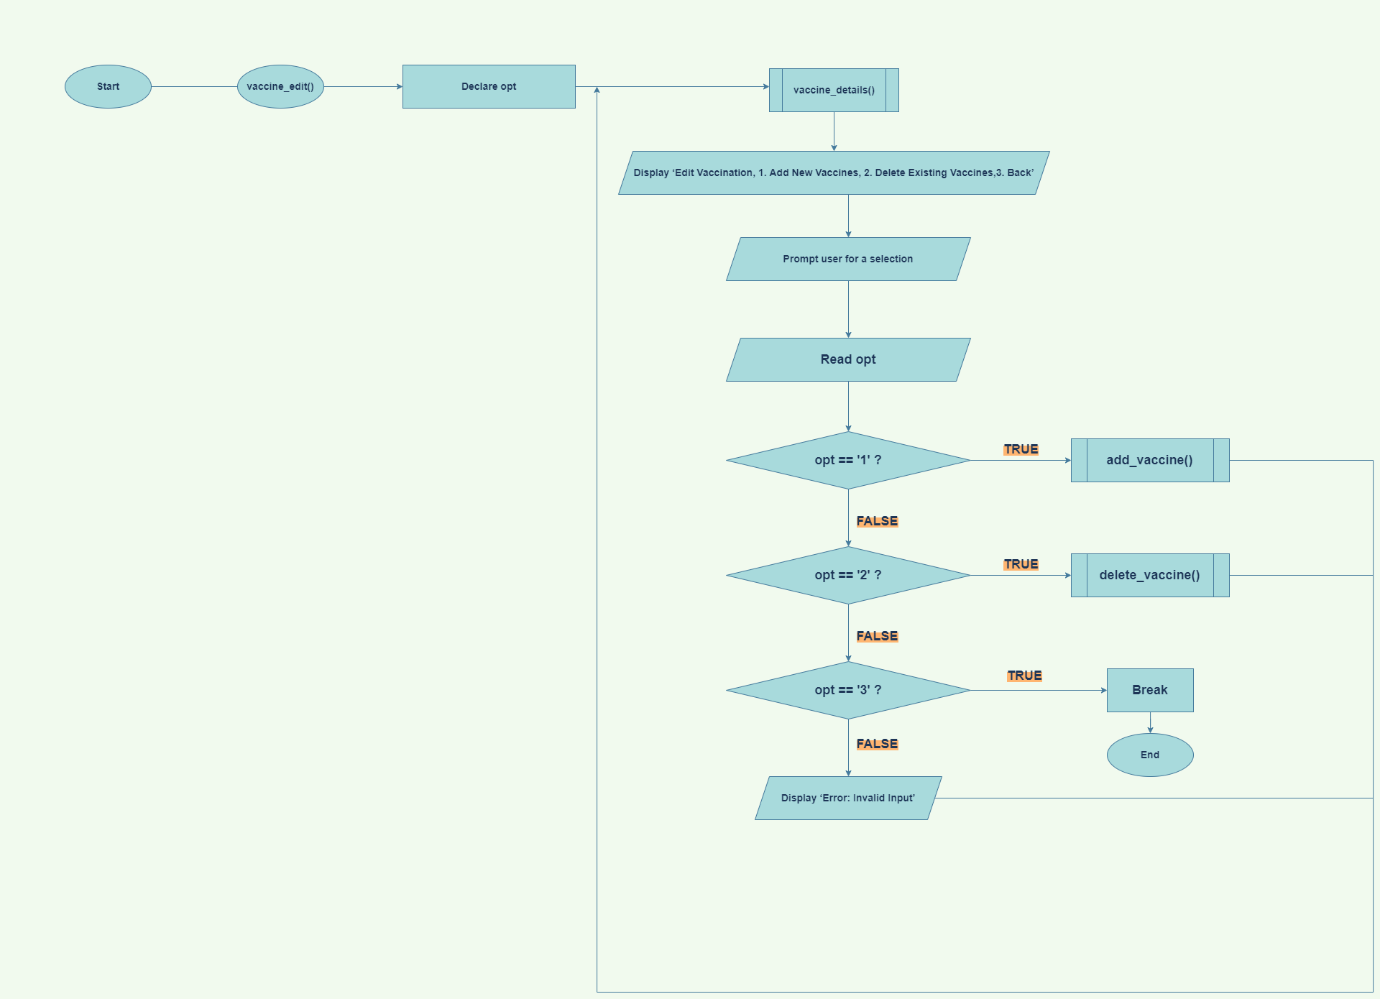 Start
vaccine_edit()
Declare opt
vaccine_details()
Display ‘Edit Vaccination, 1. Add New Vaccines, 2. Delete Existing Vaccines,3. Back’
Prompt user for a selection
Read opt
opt == '1' ?
TRUE
add_vaccine()
FALSE
opt == '2' ?
TRUE
delete_vaccine()
FALSE
opt == '3' ?
TRUE
Break
FALSE
End
Display ‘Error: Invalid Input’